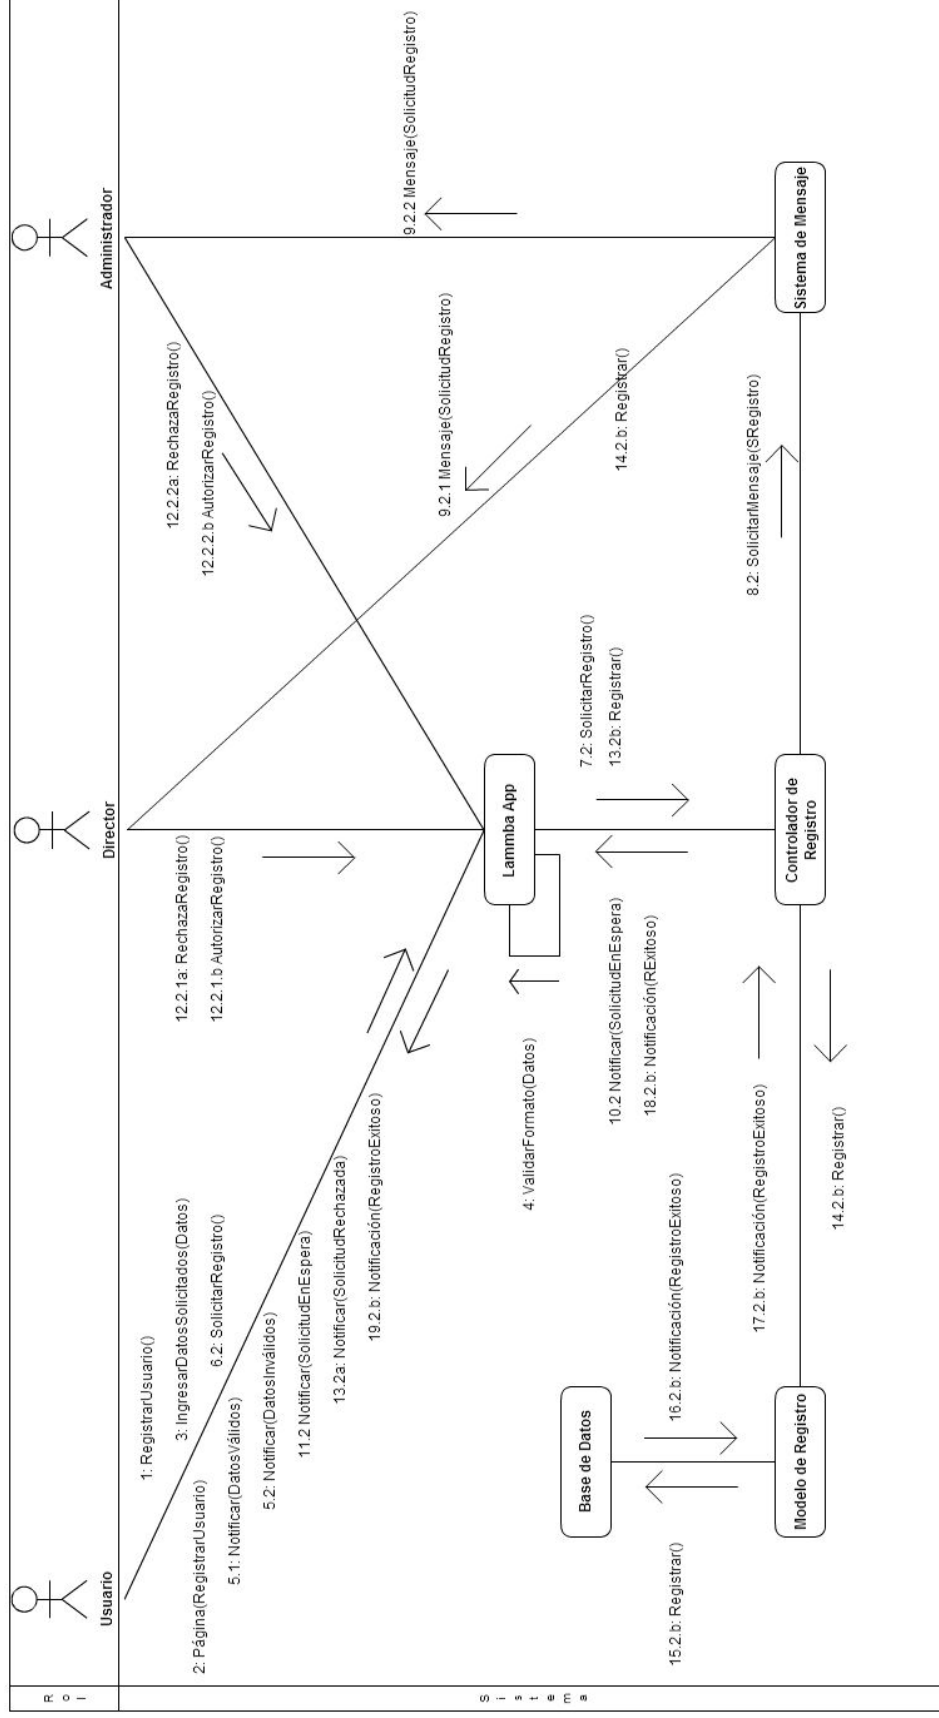 Rol
Usuario
Director
Administrador
Sistema
1: RegistrarUsuario()
3: IngresarDatosSolicitados(Datos)
6.2: SolicitarRegistro()
2: Página(RegistrarUsuario)
5.1: Notificar(DatosVálidos)
5.2: Notificar(DatosInválidos)
11.2 Notificar(SolicitudEnEspera)
13.2a: Notificar(SolicitudRechazada)
19.2.b: Notificación(RegistroExitoso)
12.2.1a: RechazaRegistro()
12.2.1.b AutorizarRegistro()
12.2.2a: RechazaRegistro()
12.2.2.b AutorizarRegistro()
9.2.2 Mensaje(SolicitudRegistro)
9.2.1 Mensaje(SolicitudRegistro)
14.2.b: Registrar()
Lammba App
4: ValidarFormato(Datos)
7.2: SolicitarRegistro()
13.2b: Registrar()
10.2 Notificar(SolicitudEnEspera)
18.2.b: Notificación(RExitoso)
8.2: SolicitarMensaje(SRegistro)
Base de Datos
16.2.b: Notificación(RegistroExitoso)
15.2.b: Registrar()
17.2.b: Notificación(RegistroExitoso)
Modelo de Registro
Controlador de
Registro
Sistema de Mensaje
14.2.b: Registrar()